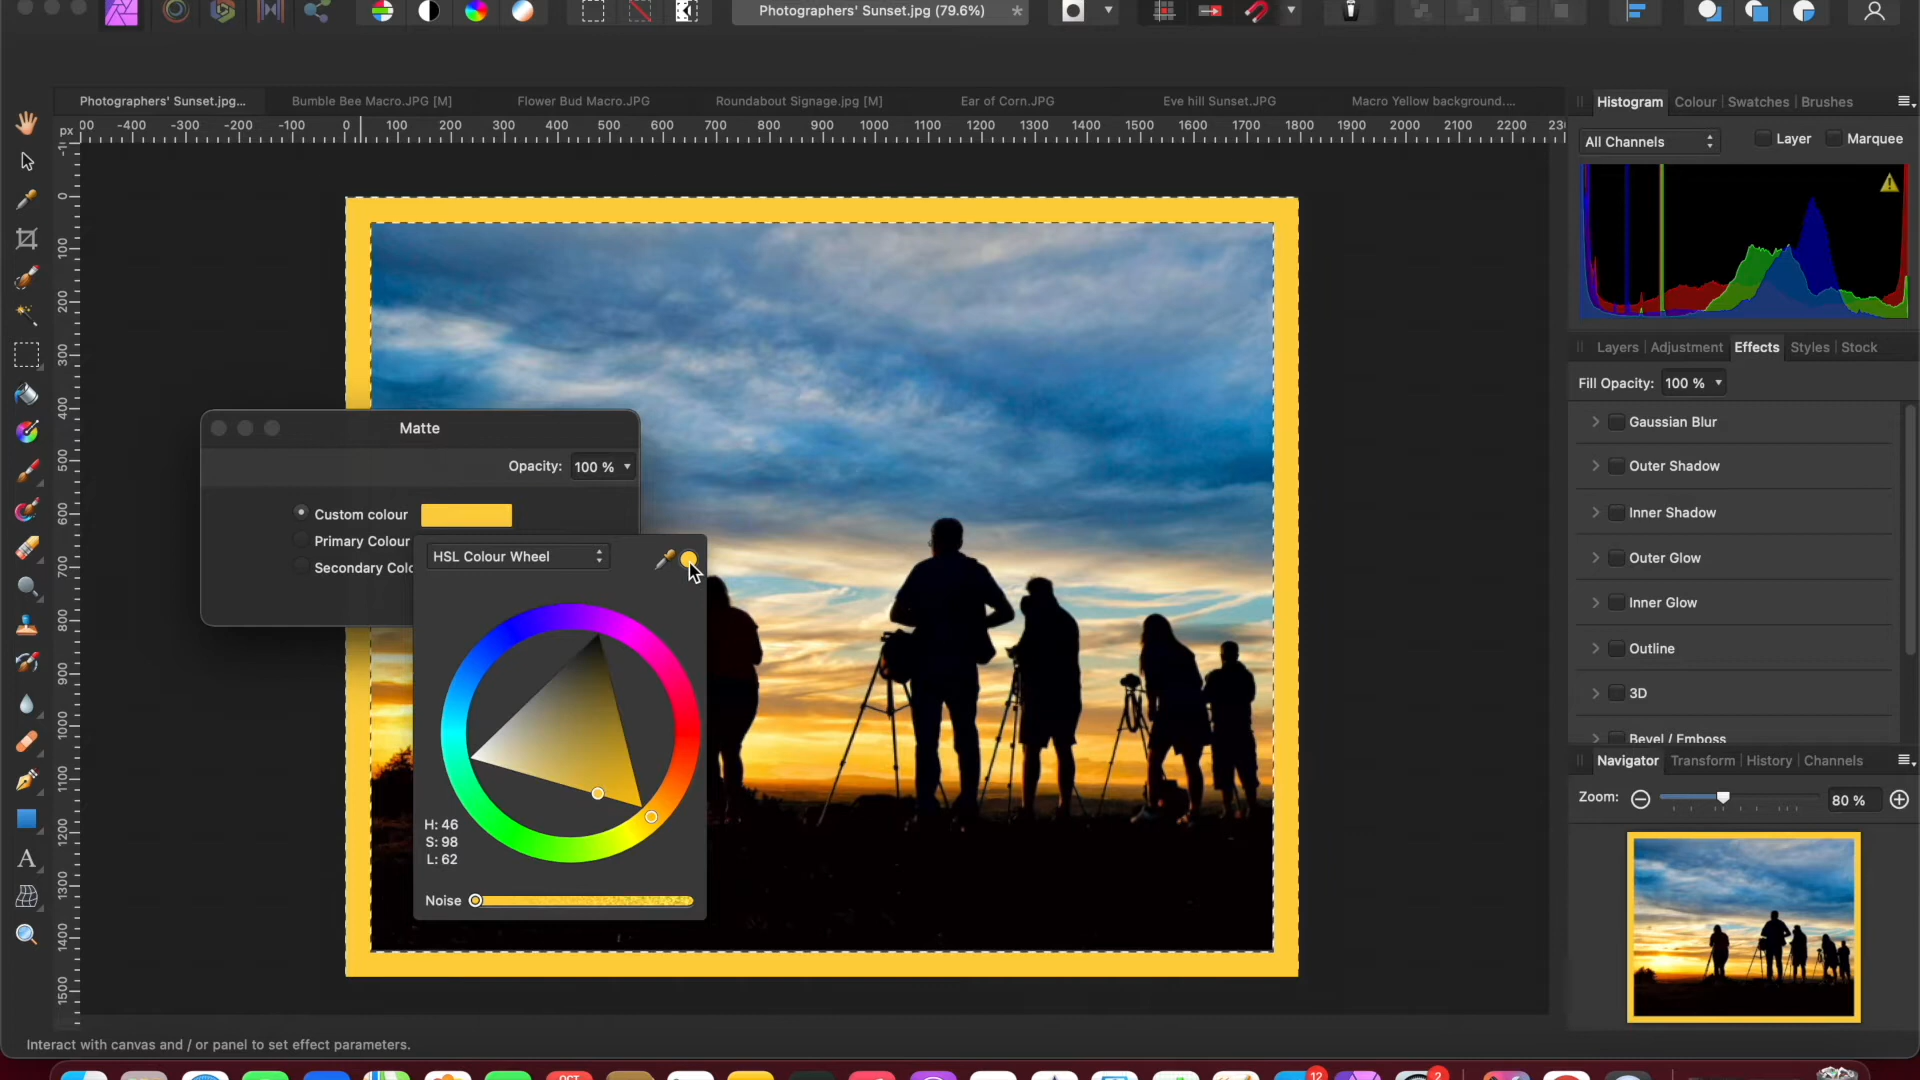 Photographers' Sunset.jpg (79.6%) *
Photographers' Sunset.jpg...
Bumble Bee Macro.JPG [M]
Flower Bud Macro.JPG
Roundabout Signage.jpg [M]
Ear of Corn.JPG
Eve hill Sunset.JPG
Macro Yellow background....
px
-400 -300 -200 -100 0 100 200 300 400 500 600 700 800 900 1000 1100 1200 1300 1400 1500 1600 1700 1800 1900 2000 2100 2200
0
100
200
300
400
500
600
700
800
900
1000
1100
1200
1300
1400
1500
Histogram Colour Swatches Brushes
All Channels
Layer
Marquee
Layers Adjustment Effects Styles Stock
Fill Opacity: 100 %
Gaussian Blur
Outer Shadow
Inner Shadow
Outer Glow
Inner Glow
Outline
3D
Bevel / Emboss
Navigator Transform History Channels
Zoom: 80 %
Matte
Opacity: 100 %
Custom colour
Primary Colour
Secondary Colo
HSL Colour Wheel
H: 46
S: 98
L: 62
Noise
A
Interact with canvas and / or panel to set effect parameters.
OCT
12
2